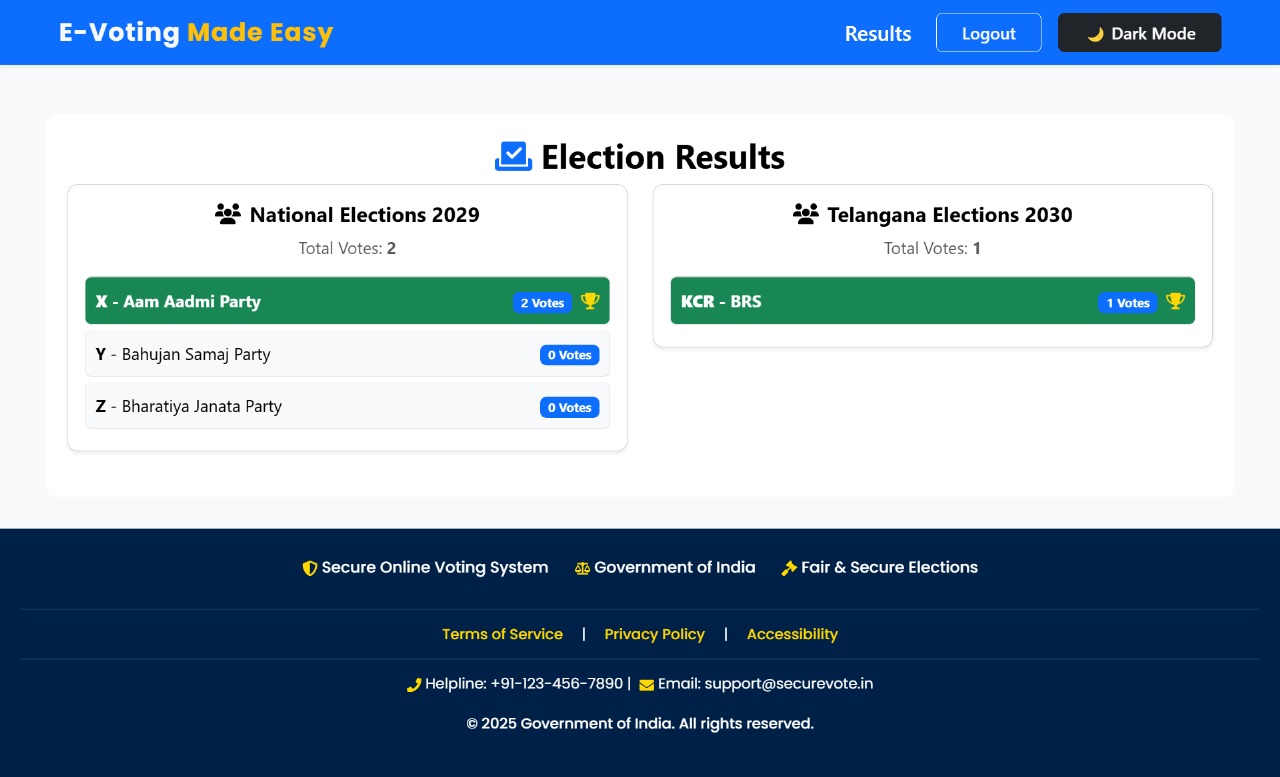 E-Voting Made Easy
Results
Logout
🌙 Dark Mode
Election Results
National Elections 2029
Total Votes: 2
X - Aam Aadmi Party
2 Votes
Y - Bahujan Samaj Party
0 Votes
Z - Bharatiya Janata Party
0 Votes
Telangana Elections 2030
Total Votes: 1
KCR - BRS
1 Votes
Secure Online Voting System
Government of India
Fair & Secure Elections
Terms of Service | Privacy Policy | Accessibility
Helpline: +91-123-456-7890 | Email: support@securevote.in
© 2025 Government of India. All rights reserved.